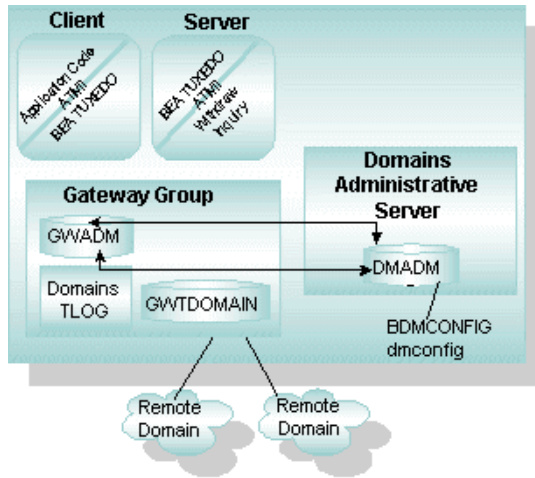 Client
Server
Application Code
ATMI
BEA TUXEDO
BEA TUXEDO
ATMI
Withdraw
Inquiry
Domains
Administrative
Server
Gateway Group
GWADM
DMADM
Domains
TLOG
GWTDOMAIN
BDMCONFIG
dmconfig
Remote
Domain
Remote
Domain